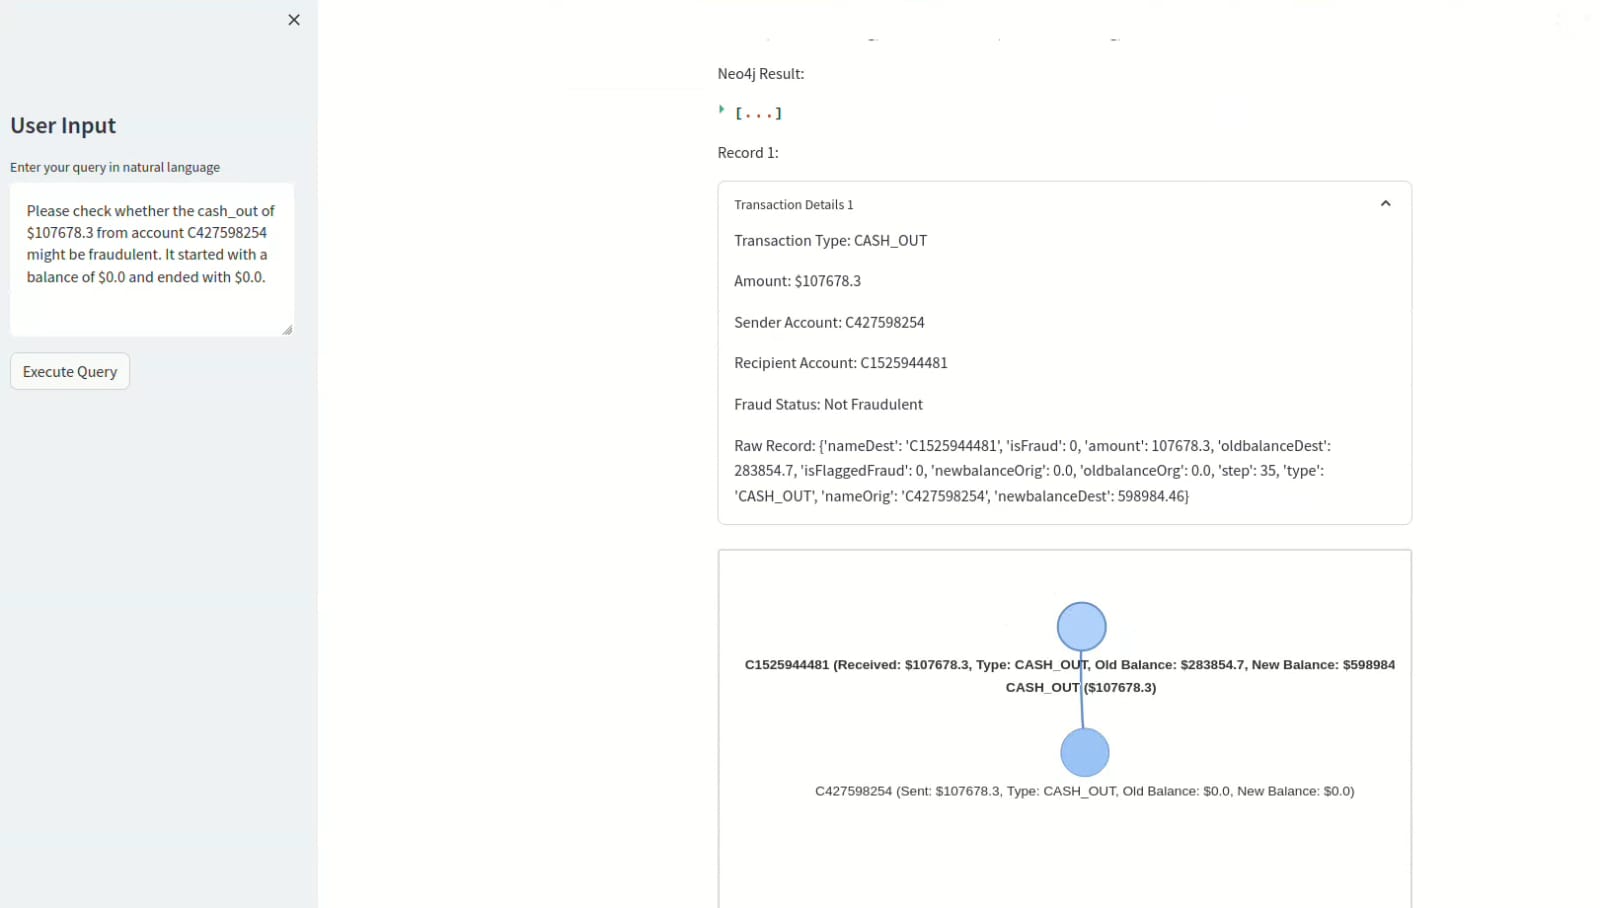 User Input
Enter your query in natural language
Please check whether the cash_out of
$107678.3 from account C427598254
might be fraudulent. It started with a
balance of $0.0 and ended with $0.0.
Execute Query
Neo4j Result:
[...]
Record 1:
Transaction Details 1
Transaction Type: CASH_OUT
Amount: $107678.3
Sender Account: C427598254
Recipient Account: C1525944481
Fraud Status: Not Fraudulent
Raw Record: {'nameDest': 'C1525944481', 'isFraud': 0, 'amount': 107678.3, 'oldbalanceDest':
283854.7, 'isFlaggedFraud': 0, 'newbalanceOrig': 0.0, 'oldbalanceOrg': 0.0, 'step': 35, 'type':
'CASH_OUT', 'nameOrig': 'C427598254', 'newbalanceDest': 598984.46}
C1525944481 (Received: $107678.3, Type: CASH_OUT, Old Balance: $283854.7, New Balance: $598984
CASH_OUT ($107678.3)
C427598254 (Sent: $107678.3, Type: CASH_OUT, Old Balance: $0.0, New Balance: $0.0)